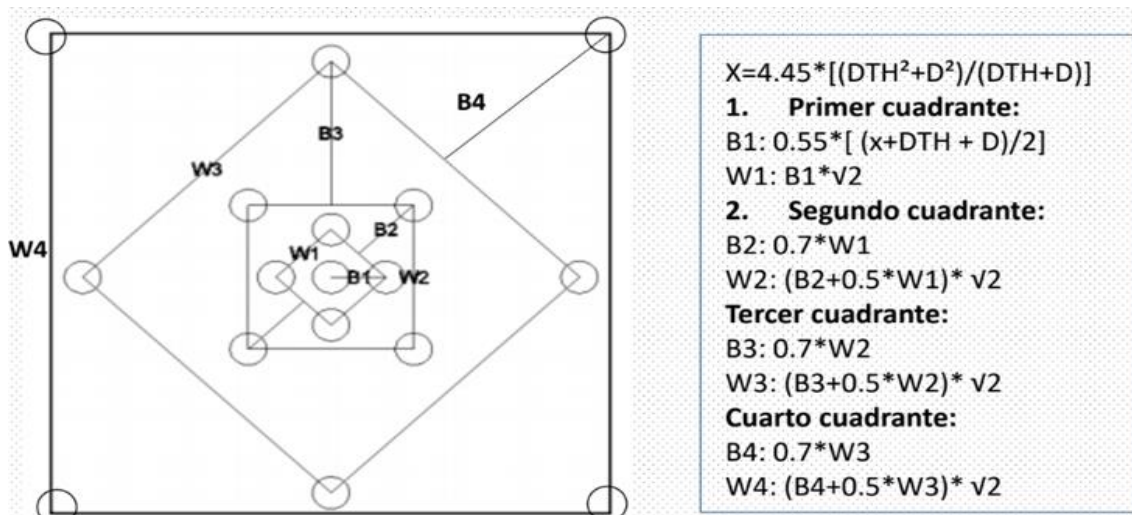 B4
B3
W3
W4
B2
W1
B1
W2
X=4.45*[(DTH²+D²)/(DTH+D)]
1. Primer cuadrante:
B1: 0.55*[ (x+DTH + D)/2]
W1: B1*√2
2. Segundo cuadrante:
B2: 0.7*W1
W2: (B2+0.5*W1)* √2
Tercer cuadrante:
B3: 0.7*W2
W3: (B3+0.5*W2)* √2
Cuarto cuadrante:
B4: 0.7*W3
W4: (B4+0.5*W3)* √2